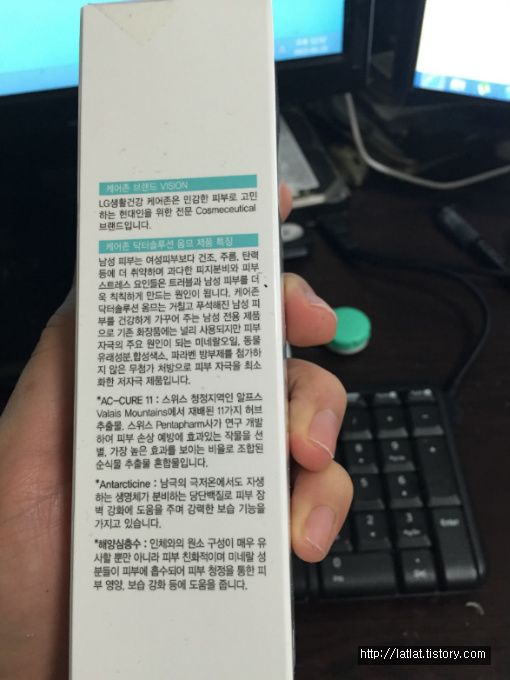 케어존 브랜드 VISION
LG생활건강 케어존은 민감한 피부로 고민
하는 현대인을 위한 전문 Cosmeceutical
브랜드입니다.
케어존 닥터솔루션 옴므 제품 특징
남성 피부는 여성피부보다 건조, 주름, 탄력
등에 더 취약하며 과다한 피지분비와 피부
스트레스 요인들은 트러블과 남성 피부를 더
욱 칙칙하게 만드는 원인이 됩니다. 케어존
닥터솔루션 옴므는 거칠고 푸석해진 남성 피
부를 건강하게 가꾸어 주는 남성 전용 제품
으로 기존 화장품에는 널리 사용되지만 피부
자극의 주요 원인이 되는 미네랄오일, 동물
유래성분,합성색소, 파라벤 방부제를 첨가하
지 않은 무첨가 처방으로 피부 자극을 최소
화한 저자극 제품입니다.
*AC-CURE 11 : 스위스 청정지역인 알프스
Valais Mountains에서 재배된 11가지 허브
추출물. 스위스 Pentapharm사가 연구 개발
하여 피부 손상 예방에 효과있는 작물을 선
별, 가장 높은 효과를 보이는 비율로 조합된
순식물 추출물 혼합물입니다.
*Antarcticine : 남극의 극저온에서도 자생
하는 생명체가 분비하는 당단백질로 피부 장
벽 강화에 도움을 주며 강력한 보습 기능을
가지고 있습니다.
*해양심층수 : 인체와의 원소 구성이 매우 유
사할 뿐만 아니라 피부 친화적이며 미네랄 성
분들이 피부에 흡수되어 피부 청정을 통한 피
부 영양, 보습 강화 등에 도움을 줍니다.
http://latlat.tistory.com